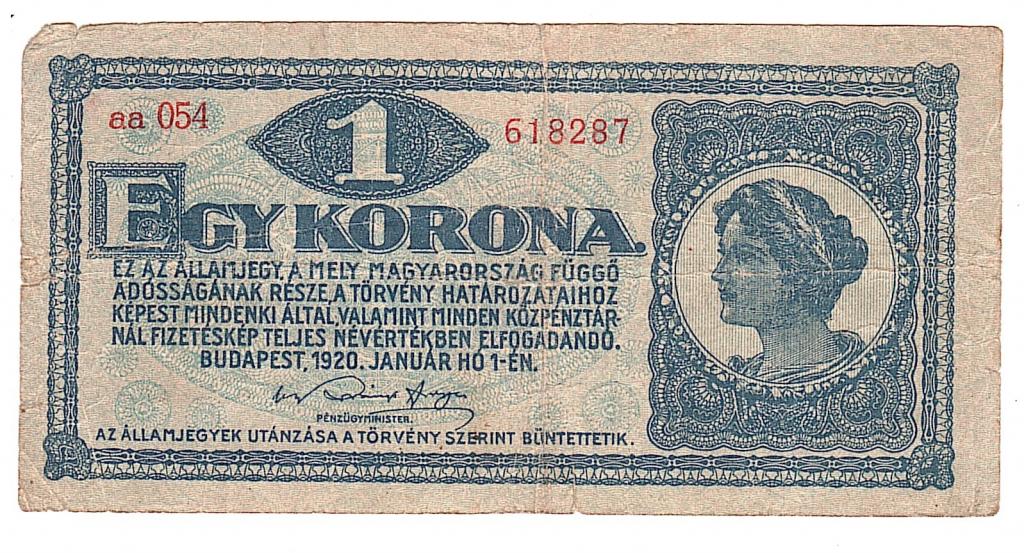 aa 054
1
618287
EGY KORONA.
EZ AZ ÁLLAMJEGY, A MELY MAGYARORSZÁG FÜGGŐ
ADÓSSÁGÁNAK RÉSZE, A TÖRVÉNY HATÁROZATAIHOZ
KÉPEST MINDENKI ÁLTAL, VALAMINT MINDEN KÖZPÉNZTÁR-
NÁL FIZETÉSKÉP TELJES NÉVÉRTÉKBEN ELFOGADANDÓ.
BUDAPEST, 1920. JANUÁR HÓ 1-ÉN.
PÉNZÜGYMINISTER.
AZ ÁLLAMJEGYEK UTÁNZÁSA A TÖRVÉNY SZERINT BÜNTETTETIK.